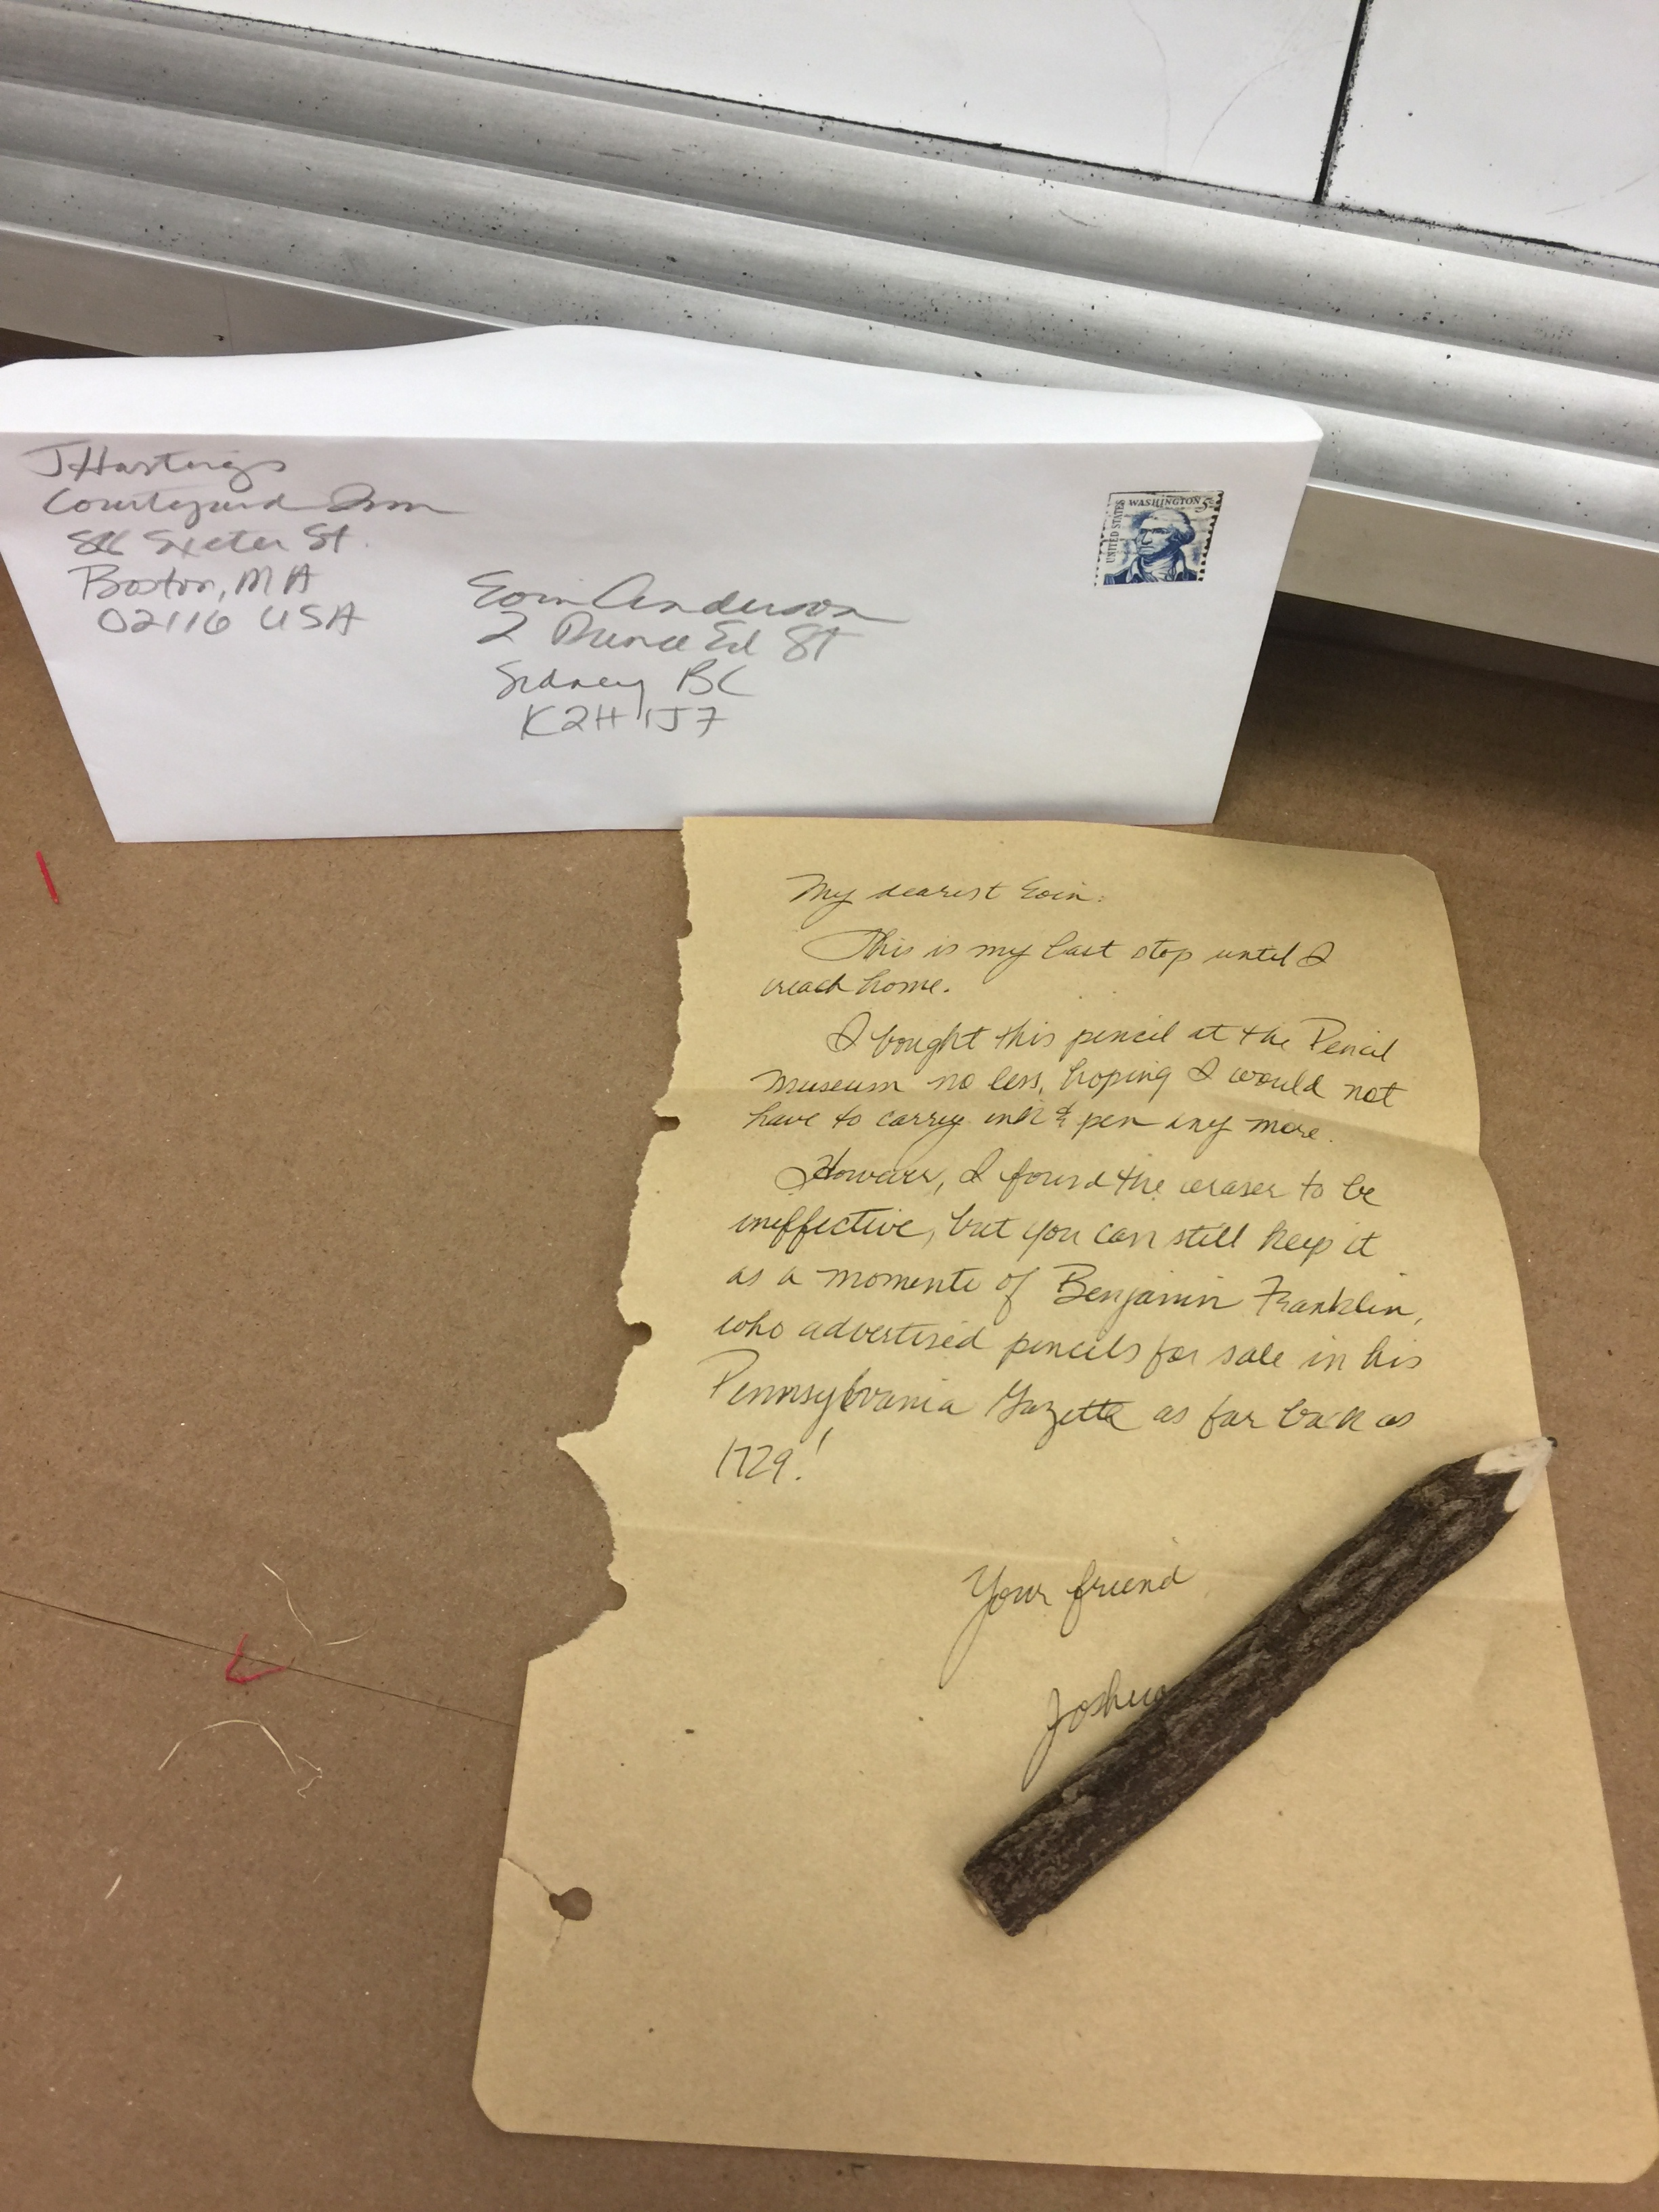 J Hastings
Courtyard Inn
88 Exeter St.
Boston, MA
02116 USA
UNITED STATES
WASHINGTON 5c
Eoin Anderson
2 Prince Ed St
Sidney BC
K2H 1J7
My dearest Eoin:
This is my last stop until I
reach home.
I bought this pencil at the Pencil
Museum no less, hoping I would not
have to carry ink & pen any more.
However, I found the eraser to be
ineffective, but you can still keep it
as a momento of Benjamin Franklin,
who advertised pencils for sale in his
Pennsylvania Gazette as far back as
1729!
Your friend
Joshua